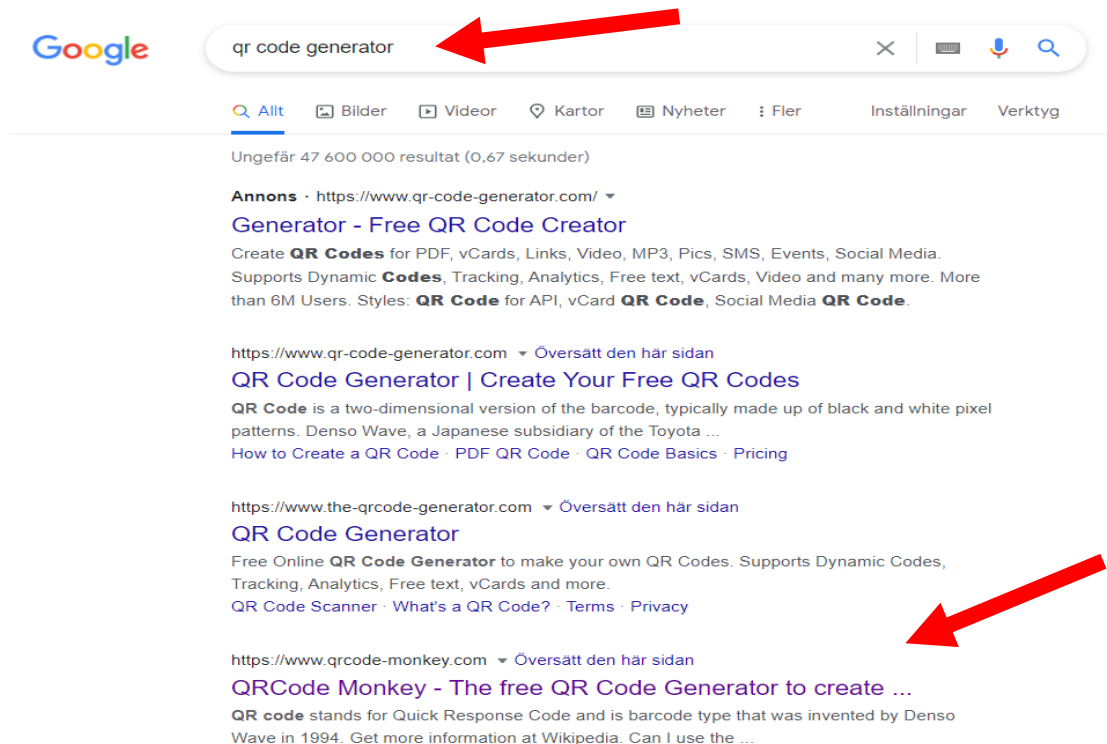 Google
qr code generator
Allt Bilder Videor Kartor Nyheter Fler Inställningar Verktyg
Ungefär 47 600 000 resultat (0,67 sekunder)
Annons · https://www.qr-code-generator.com/
Generator - Free QR Code Creator
Create QR Codes for PDF, vCards, Links, Video, MP3, Pics, SMS, Events, Social Media.
Supports Dynamic Codes, Tracking, Analytics, Free text, vCards, Video and many more. More
than 6M Users. Styles: QR Code for API, vCard QR Code, Social Media QR Code.
https://www.qr-code-generator.com Översätt den här sidan
QR Code Generator | Create Your Free QR Codes
QR Code is a two-dimensional version of the barcode, typically made up of black and white pixel
patterns. Denso Wave, a Japanese subsidiary of the Toyota ...
How to Create a QR Code · PDF QR Code · QR Code Basics · Pricing
https://www.the-qrcode-generator.com Översätt den här sidan
QR Code Generator
Free Online QR Code Generator to make your own QR Codes. Supports Dynamic Codes,
Tracking, Analytics, Free text, vCards and more.
QR Code Scanner · What's a QR Code? · Terms · Privacy
https://www.qrcode-monkey.com Översätt den här sidan
QRCode Monkey - The free QR Code Generator to create ...
QR code stands for Quick Response Code and is barcode type that was invented by Denso
Wave in 1994. Get more information at Wikipedia. Can I use the ...